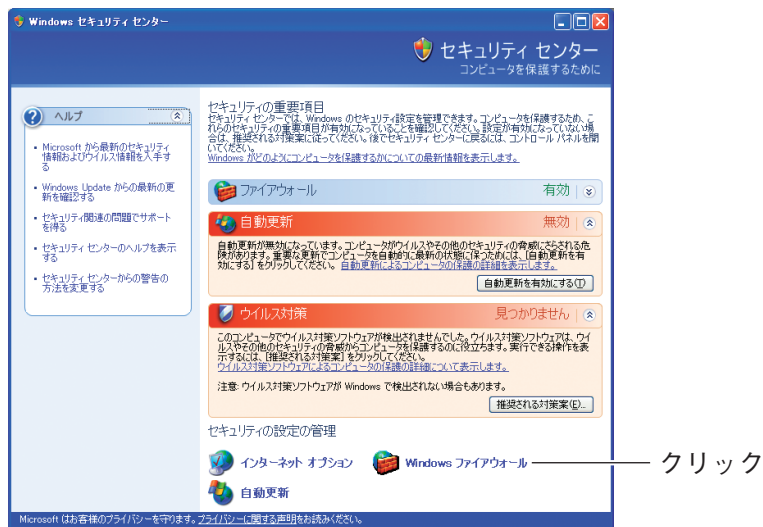 Windows セキュリティ センター
セキュリティ センター
コンピュータを保護するために
ヘルプ
• Microsoft から最新のセキュリティ
情報およびウイルス情報を入手す
る
• Windows Update からの最新の更
新を確認する
• セキュリティ関連の問題でサポート
を得る
• セキュリティ センターのヘルプを表示
する
• セキュリティ センターからの警告の
方法を変更する
セキュリティの重要項目
セキュリティ センターでは、Windows のセキュリティ設定を管理できます。コンピュータを保護するため、こ
れらのセキュリティの重要項目が有効になっていることを確認してください。設定が有効になっていない場
合は、推奨される対策案に従ってください。後でセキュリティ センターに戻るには、コントロール パネルを開
いてください。
Windows がどのようにコンピュータを保護するかについての最新情報を表示します。
ファイアウォール 有効
自動更新 無効
自動更新が無効になっています。コンピュータがウイルスやその他のセキュリティの脅威にさらされる危
険があります。重要な更新でコンピュータを自動的に最新の状態に保つためには、[自動更新を有
効にする] をクリックしてください。自動更新によるコンピュータの保護の詳細を表示します。
自動更新を有効にする(T)
ウイルス対策 見つかりません
このコンピュータでウイルス対策ソフトウェアが検出されませんでした。ウイルス対策ソフトウェアは、ウイ
ルスやその他のセキュリティの脅威からコンピュータを保護するのに役立ちます。実行できる操作を表
示するには、[推奨される対策案] をクリックしてください。
ウイルス対策ソフトウェアによるコンピュータの保護の詳細について表示します。
注意: ウイルス対策ソフトウェアが Windows で検出されない場合もあります。
推奨される対策案(E)...
セキュリティの設定の管理
インターネット オプション Windows ファイアウォール クリック
自動更新
Microsoft はお客様のプライバシーを守ります。プライバシーに関する声明をお読みください。